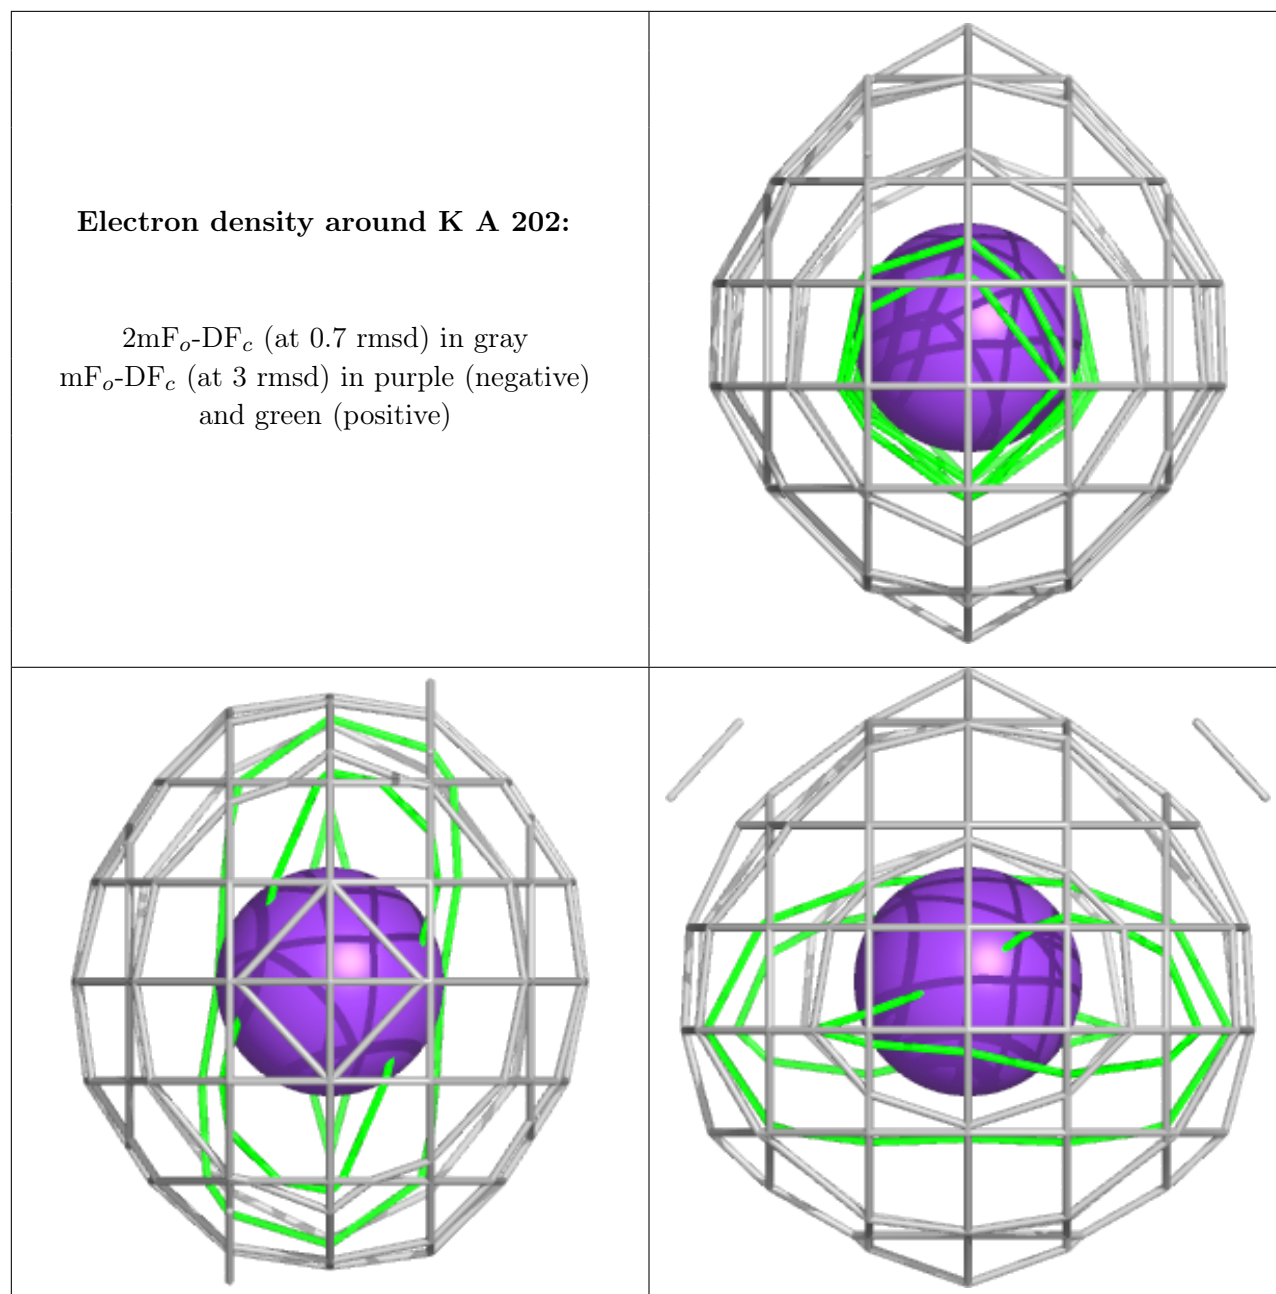 Electron density around K A 202:
2mFo-DFc (at 0.7 rmsd) in gray
mFo-DFc (at 3 rmsd) in purple (negative)
and green (positive)